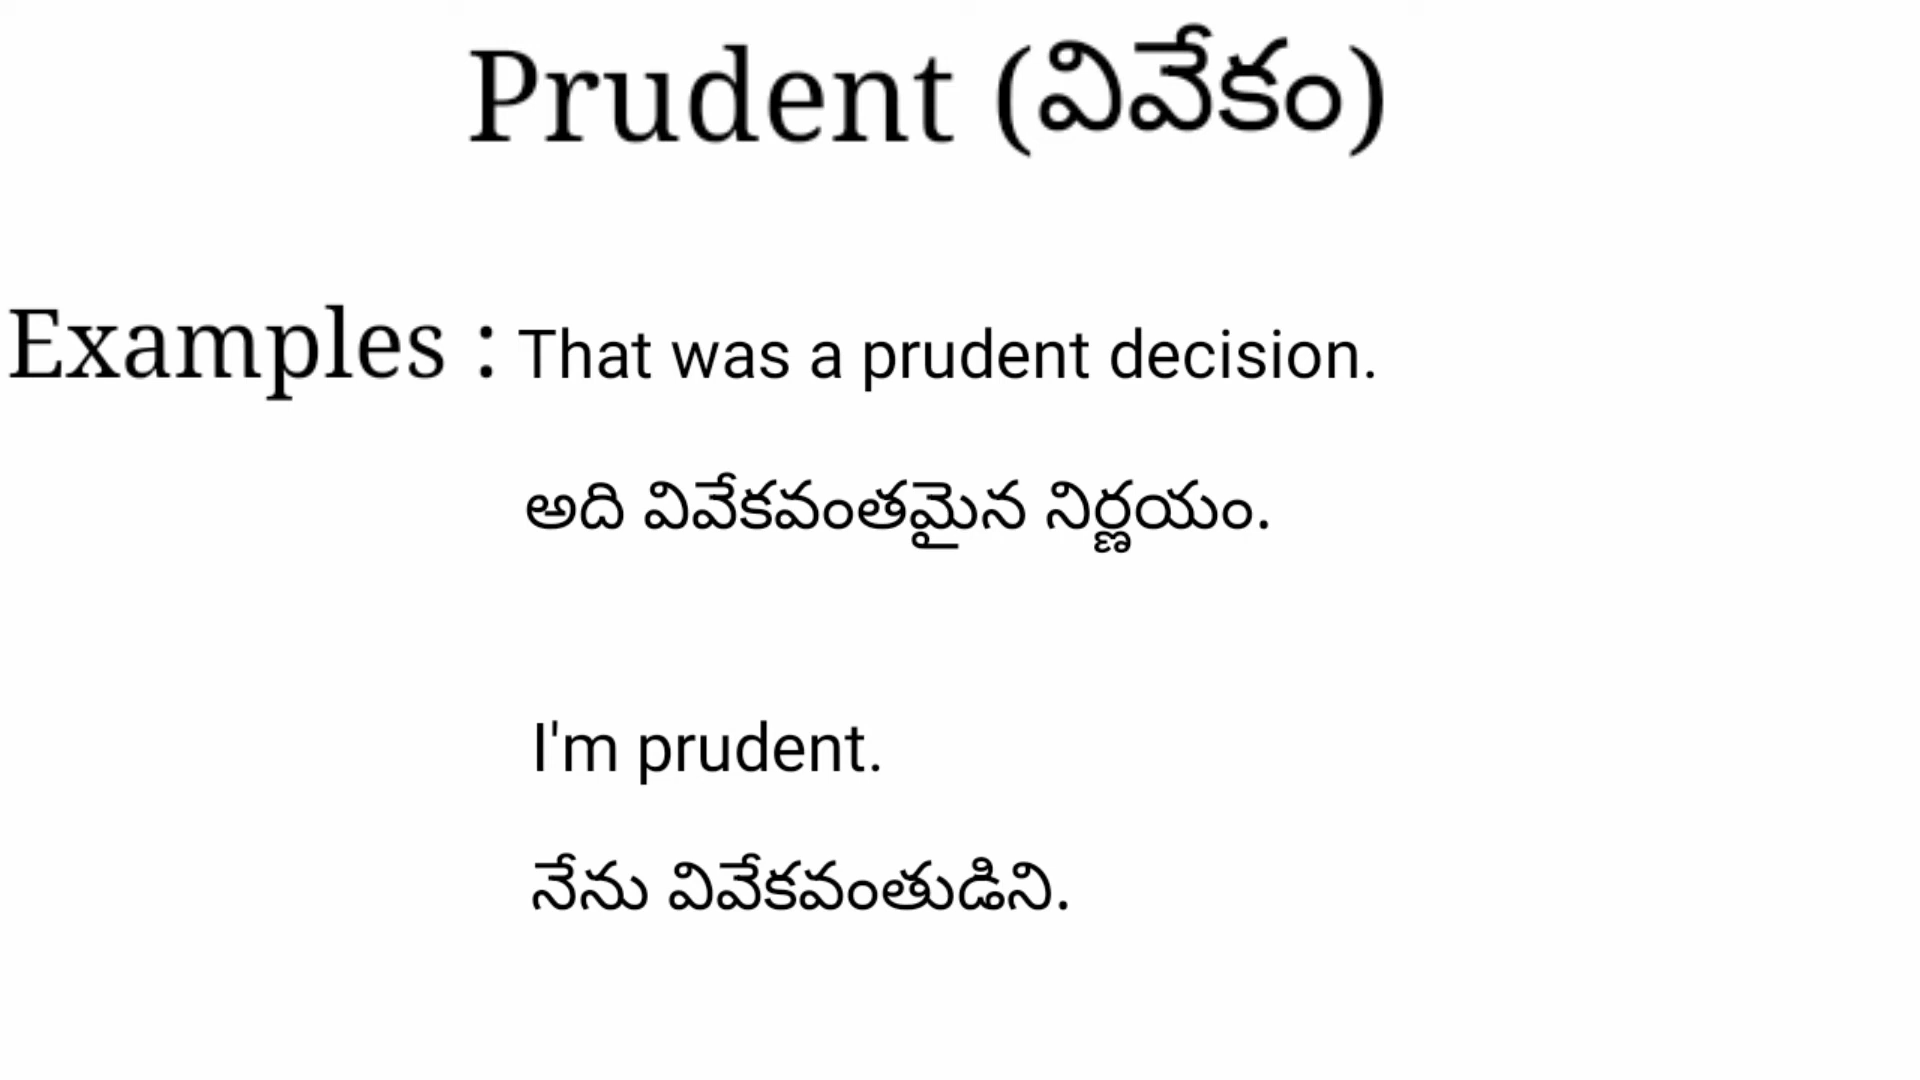 Prudent (వివేకం)
Examples : That was a prudent decision.
అది వివేకవంతమైన నిర్ణయం.
I'm prudent.
నేను వివేకవంతుడిని.